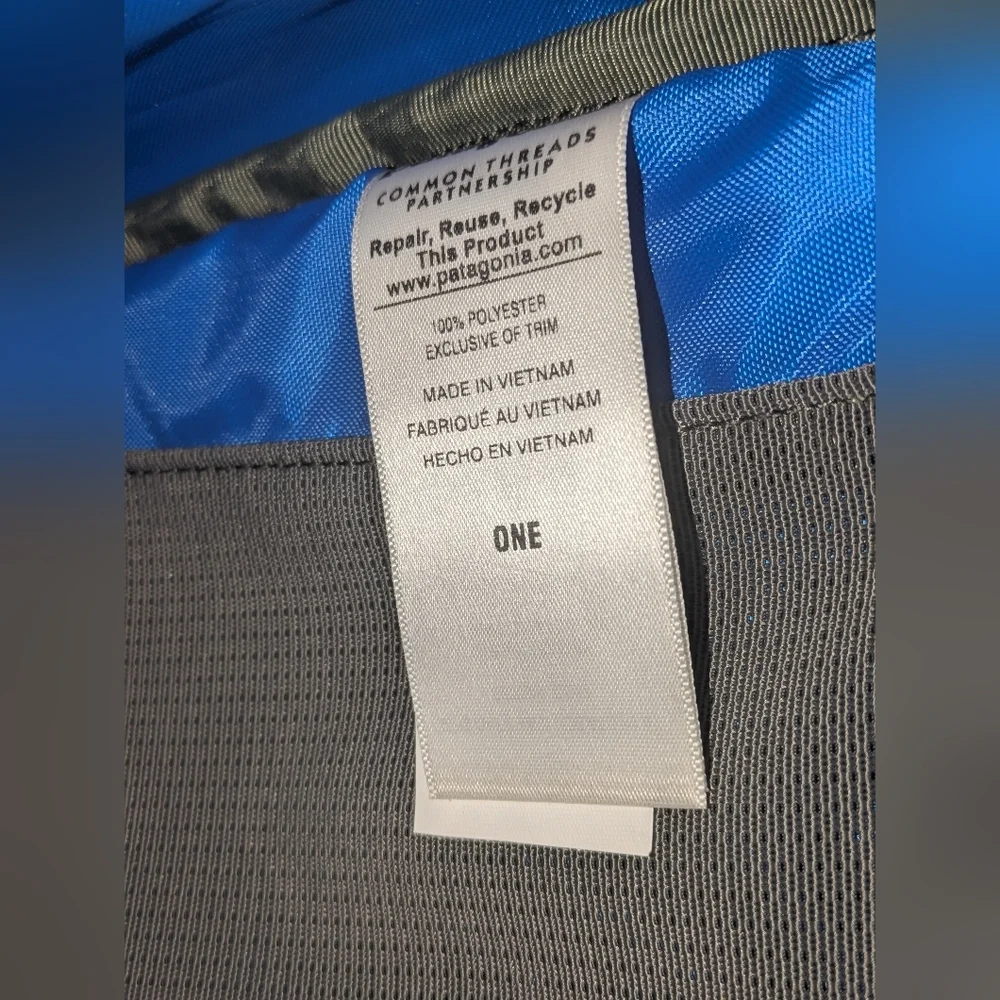 COMMON THREADS
PARTNERSHIP
Repair, Reuse, Recycle
This Product
www.patagonia.com
100% POLYESTER
EXCLUSIVE OF TRIM
MADE IN VIETNAM
FABRIQUÉ AU VIETNAM
HECHO EN VIETNAM
ONE